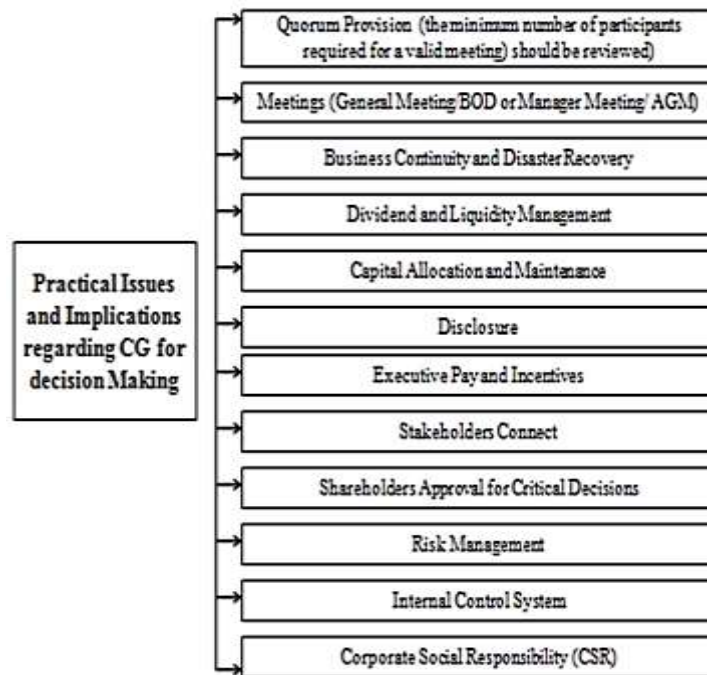 Quorum Provision (the minimum number of participants
required for a valid meeting) should be reviewed)
Meetings (General Meeting/BOD or Manager Meeting/ AGM)
Business Continuity and Disaster Recovery
Dividend and Liquidity Management
Capital Allocation and Maintenance
Practical Issues
and Implications
regarding CG for
decision Making
Disclosure
Executive Pay and Incentives
Stakeholders Connect
Shareholders Approval for Critical Decisions
Risk Management
Internal Control System
Corporate Social Responsibility (CSR)